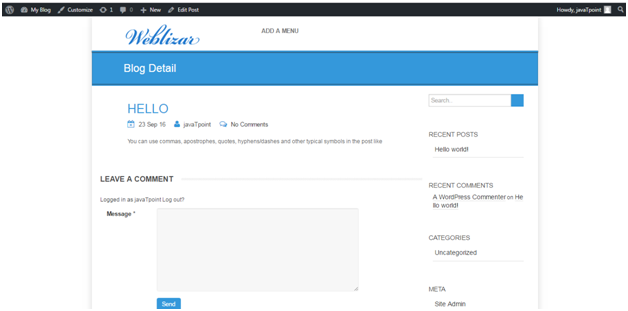 My Blog Customize 1 0 New Edit Post Howdy, javaTpoint
Weblizar ADD A MENU
Blog Detail
HELLO
23 Sep 16 javaTpoint No Comments
You can use commas, apostrophes, quotes, hyphens/dashes and other typical symbols in the post like
LEAVE A COMMENT
Logged in as javaTpoint Log out?
Message *
Send
Search...
RECENT POSTS
Hello world!
RECENT COMMENTS
A WordPress Commenter on He
llo world!
CATEGORIES
Uncategorized
META
Site Admin